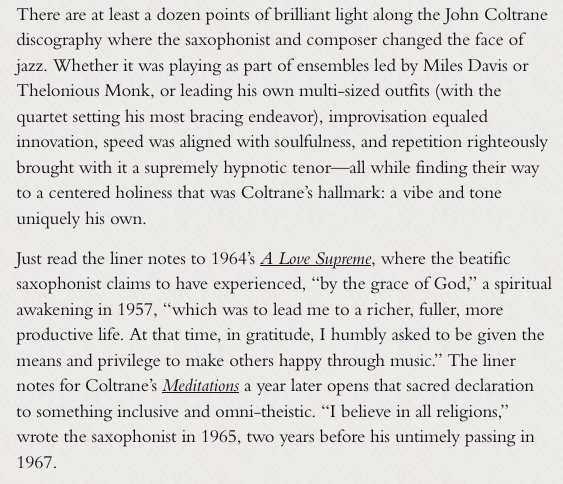 There are at least a dozen points of brilliant light along the John Coltrane
discography where the saxophonist and composer changed the face of
jazz. Whether it was playing as part of ensembles led by Miles Davis or
Thelonious Monk, or leading his own multi-sized outfits (with the
quartet setting his most bracing endeavor), improvisation equaled
innovation, speed was aligned with soulfulness, and repetition righteously
brought with it a supremely hypnotic tenor—all while finding their way
to a centered holiness that was Coltrane’s hallmark: a vibe and tone
uniquely his own.
Just read the liner notes to 1964’s A Love Supreme, where the beatific
saxophonist claims to have experienced, “by the grace of God,” a spiritual
awakening in 1957, “which was to lead me to a richer, fuller, more
productive life. At that time, in gratitude, I humbly asked to be given the
means and privilege to make others happy through music.” The liner
notes for Coltrane’s Meditations a year later opens that sacred declaration
to something inclusive and omni-theistic. “I believe in all religions,”
wrote the saxophonist in 1965, two years before his untimely passing in
1967.